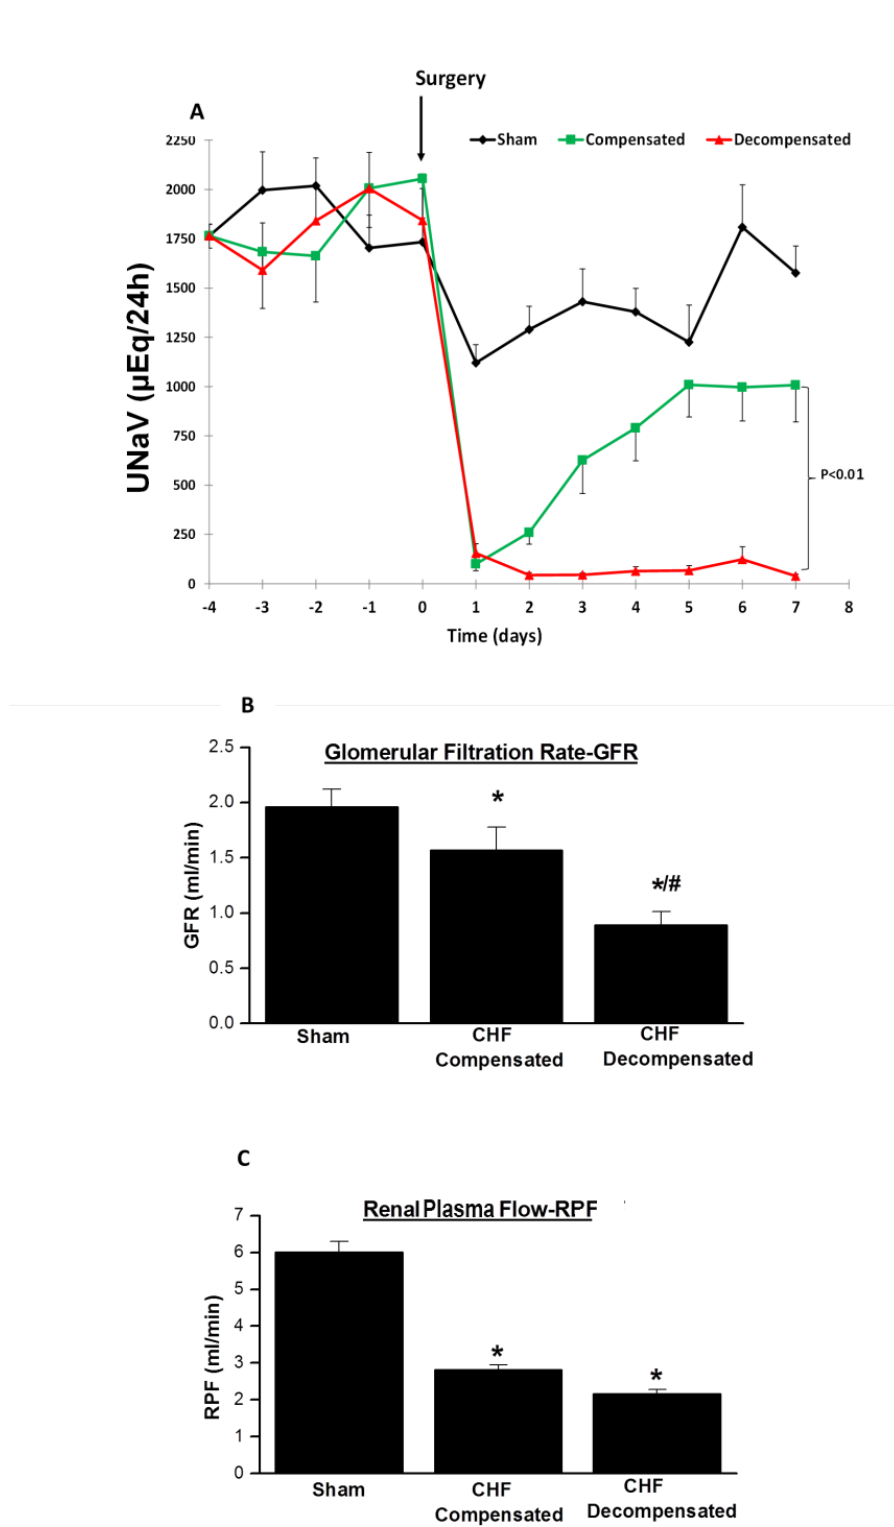 Surgery
A
Sham Compensated Decompensated
2250
2000
1750
1500
1250
1000
750
500
250
0
UNaV (µEq/24h)
P<0.01
-4 -3 -2 -1 0 1 2 3 4 5 6 7 8
Time (days)
B
Glomerular Filtration Rate-GFR
2.5
2.0
1.5
1.0
0.5
0.0
GFR (ml/min)
*
*/#
Sham
CHF
Compensated
CHF
Decompensated
C
Renal Plasma Flow-RPF
7
6
5
4
3
2
1
0
RPF (ml/min)
*
*
Sham
CHF
Compensated
CHF
Decompensated